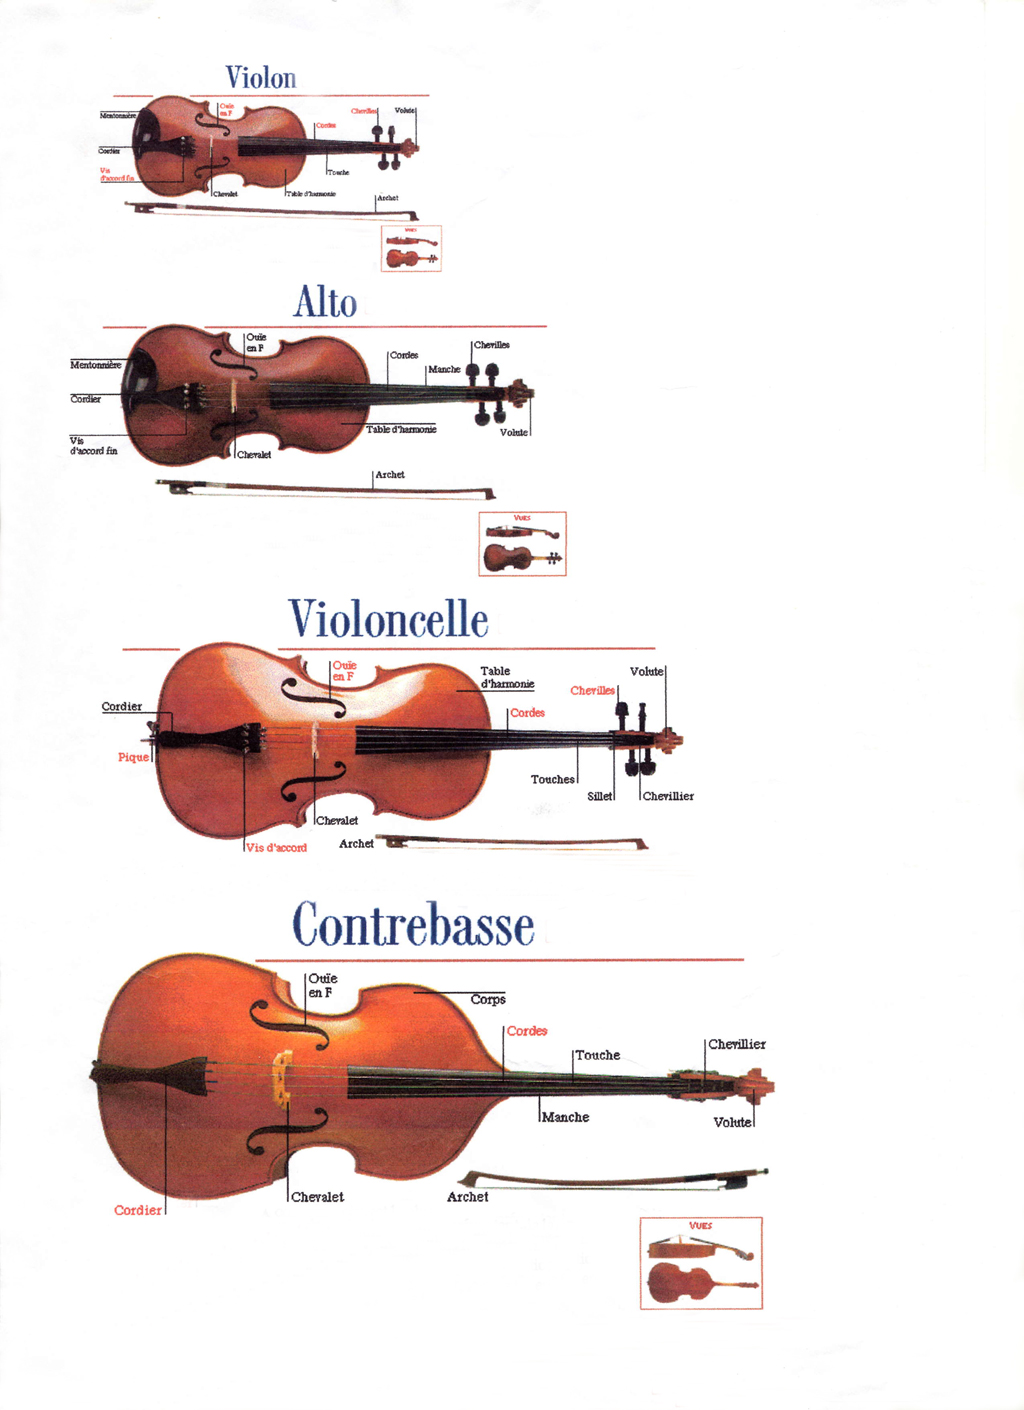 Violon
Mentonnière
Ouïe
en F
Cordes
Chevilles
Volute
Cordier
Vis
d'accord fin
Chevalet
Table d'harmonie
Touche
Archet
VUES
Alto
Mentonnière
Ouïe
en F
Cordes
Manche
Chevilles
Cordier
Vis
d'accord fin
Chevalet
Table d'harmonie
Volute
Archet
VUES
Violoncelle
Ouïe
en F
Table
d'harmonie
Chevilles
Volute
Cordier
Cordes
Pique
Touches
Sillet
Chevillier
Chevalet
Vis d'accord
Archet
Contrebasse
Ouïe
en F
Corps
Cordes
Touche
Chevillier
Manche
Volute
Cordier
Chevalet
Archet
VUES